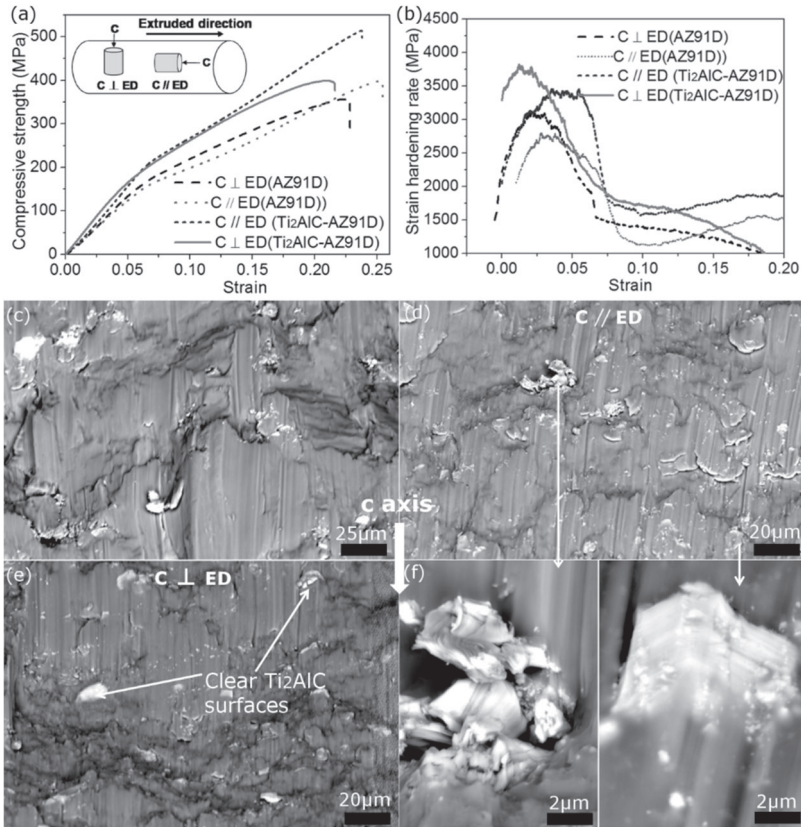 (a)
Compressive strength (MPa)
500
400
300
200
100
0
0.00 0.05 0.10 0.15 0.20 0.25
Strain
C
Extruded direction
C
C ⊥ ED
C // ED
C ⊥ ED(AZ91D)
C // ED(AZ91D))
C // ED (Ti2AlC-AZ91D)
C ⊥ ED(Ti2AlC-AZ91D)
(b)
Strain hardening rate (MPa)
4500
4000
3500
3000
2500
2000
1500
1000
0.00 0.05 0.10 0.15 0.20
Strain
C ⊥ ED(AZ91D)
C // ED(AZ91D))
C // ED (Ti2AlC-AZ91D)
C ⊥ ED(Ti2AlC-AZ91D)
(c)
25μm
(d)
C // ED
20μm
c axis
(e)
C ⊥ ED
Clear Ti2AlC
surfaces
20μm
(f)
2μm
2μm